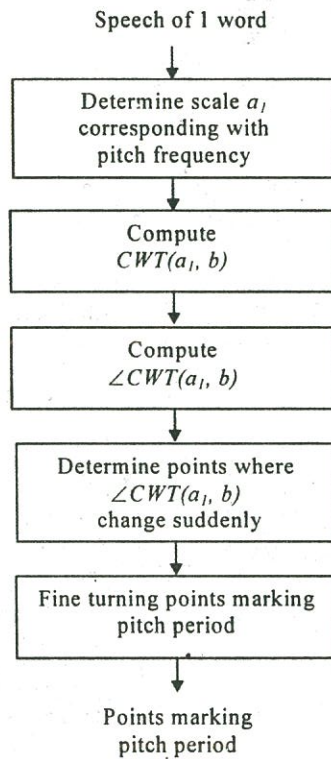 Speech of 1 word
Determine scale a₁
corresponding with
pitch frequency
Compute
CWT(a₁, b)
Compute
∠CWT(a₁, b)
Determine points where
∠CWT(a₁, b)
change suddenly
Fine turning points marking
pitch period
Points marking
pitch period